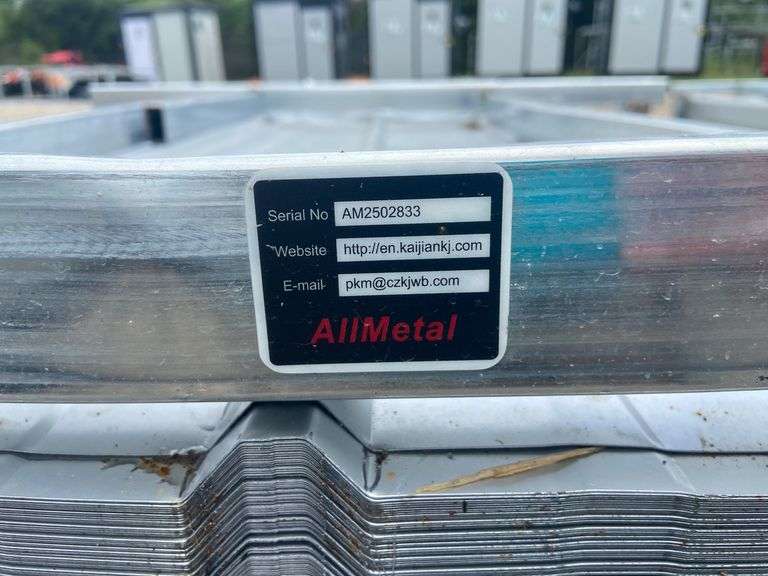 Serial No AM2502833
Website http://en.kaijiankj.com
E-mail pkm@czkjwb.com
AllMetal